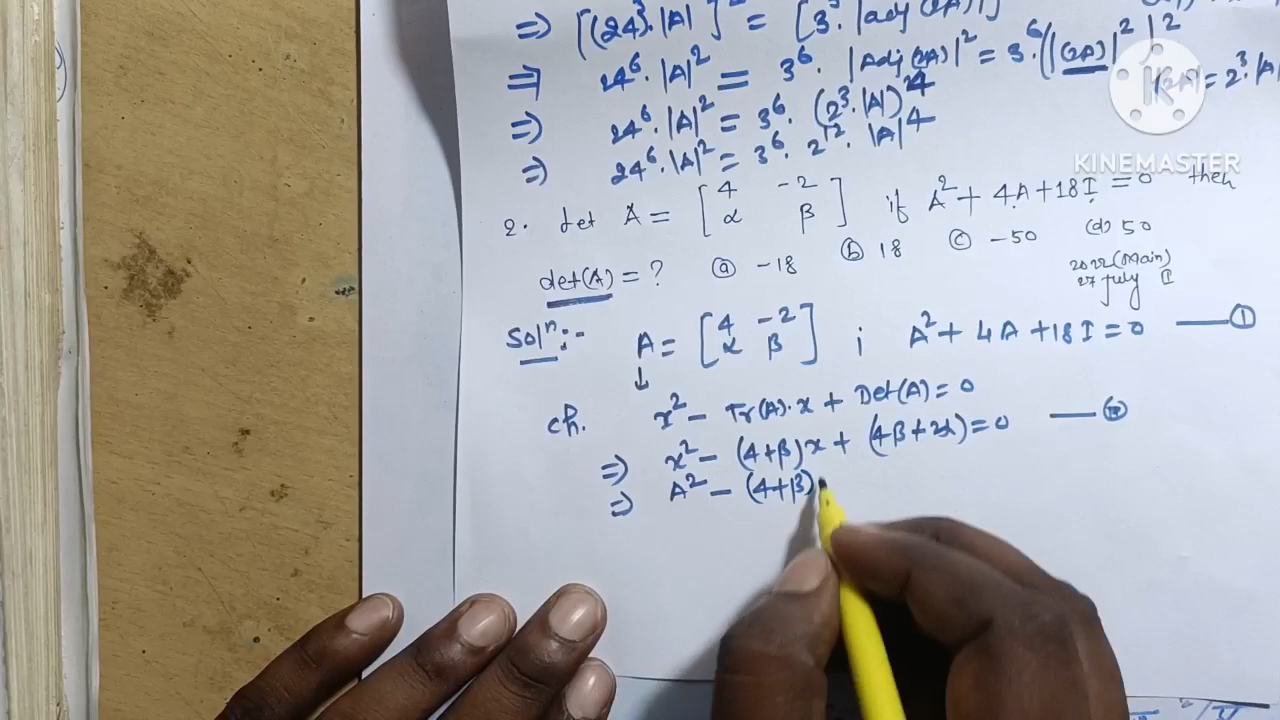 ⇒ [(24)³·|A|]² = [3³·|adj(2A)|]
⇒ 24⁶·|A|² = 3⁶·|Adj(2A)|² = 3⁶(|(2A)|²)²
|2A| = 2³·|A|
⇒ 24⁶·|A|² = 3⁶·(2³·|A|)⁴
⇒ 24⁶·|A|² = 3⁶·2¹²·|A|⁴
KINEMASTER
2. Let A = [4 -2 α β] if A² + 4A + 18I = 0 then
det(A) = ? ⓐ -18 ⓑ 18 ⓒ -50 (d) 50
2022 (Main)
27 July II
Solⁿ:- A = [4 -2 α β] ; A² + 4A + 18I = 0 —①
ch. x² - Tr(A)·x + Det(A) = 0
⇒ x² - (4+β)x + (4β+2α) = 0 —②
⇒ A² - (4+β)